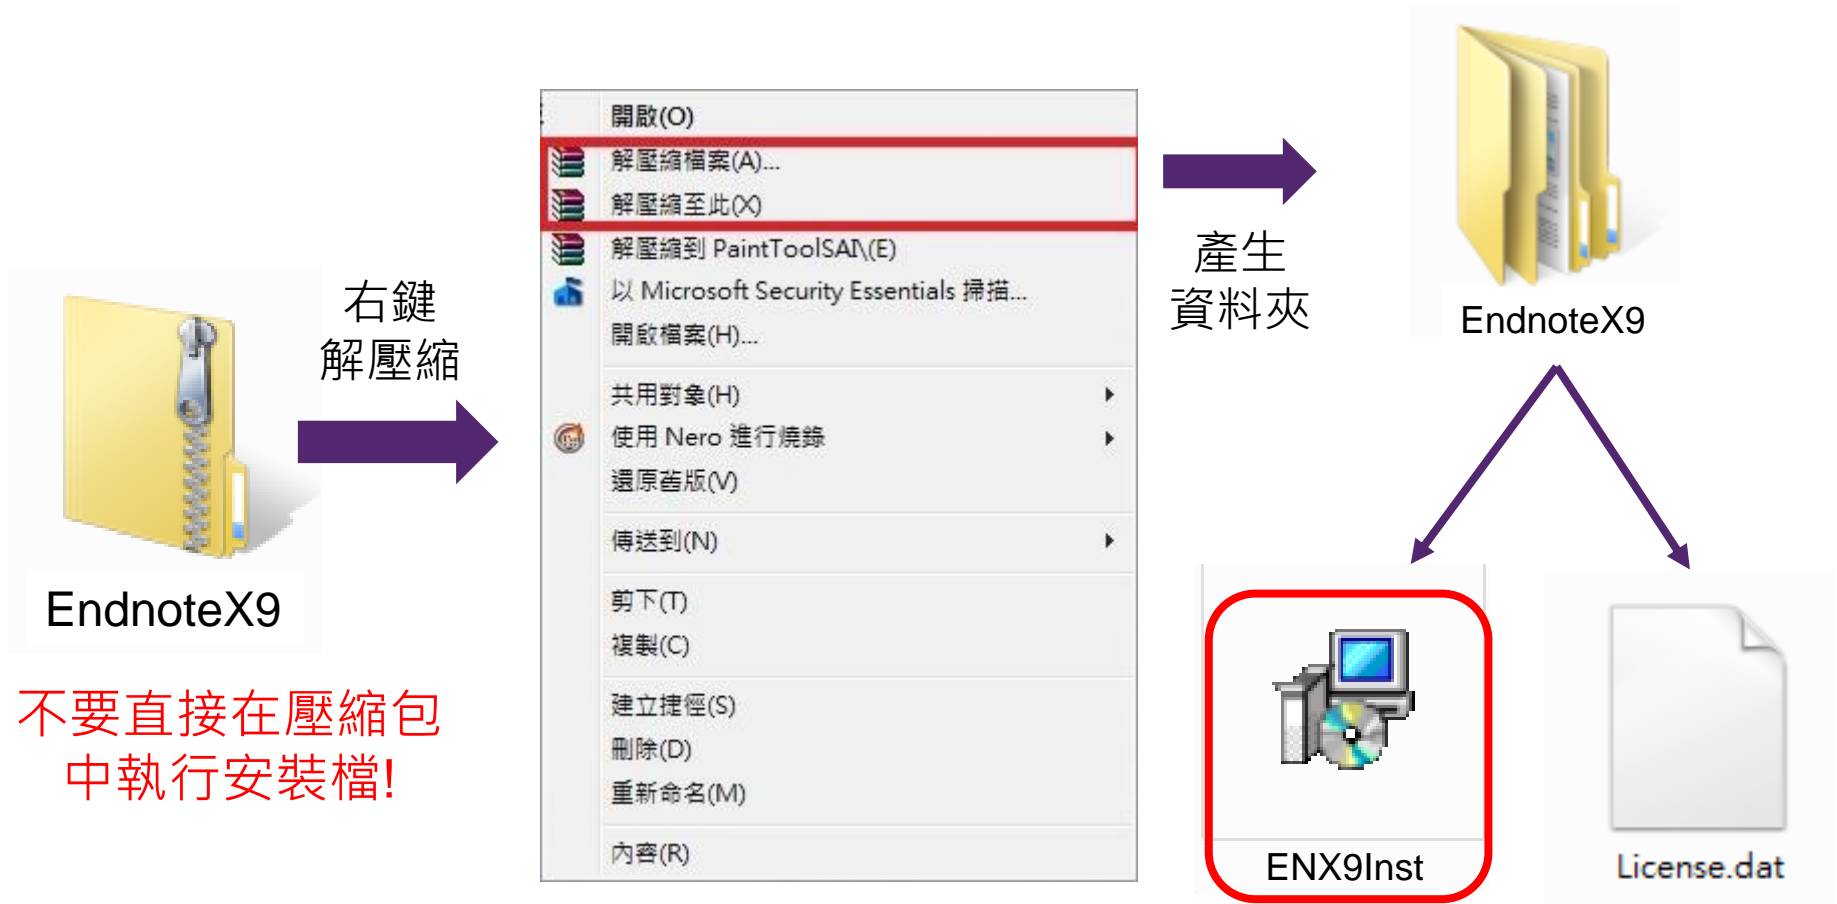 EndnoteX9
不要直接在壓縮包
中執行安裝檔!
右鍵
解壓縮
開啟(O)
解壓縮檔案(A)...
解壓縮至此(X)
解壓縮到 PaintToolSAI\(E)
以 Microsoft Security Essentials 掃描...
開啟檔案(H)...
共用對象(H)
使用 Nero 進行燒錄
還原舊版(V)
傳送到(N)
剪下(T)
複製(C)
建立捷徑(S)
刪除(D)
重新命名(M)
內容(R)
產生
資料夾
EndnoteX9
ENX9Inst
License.dat